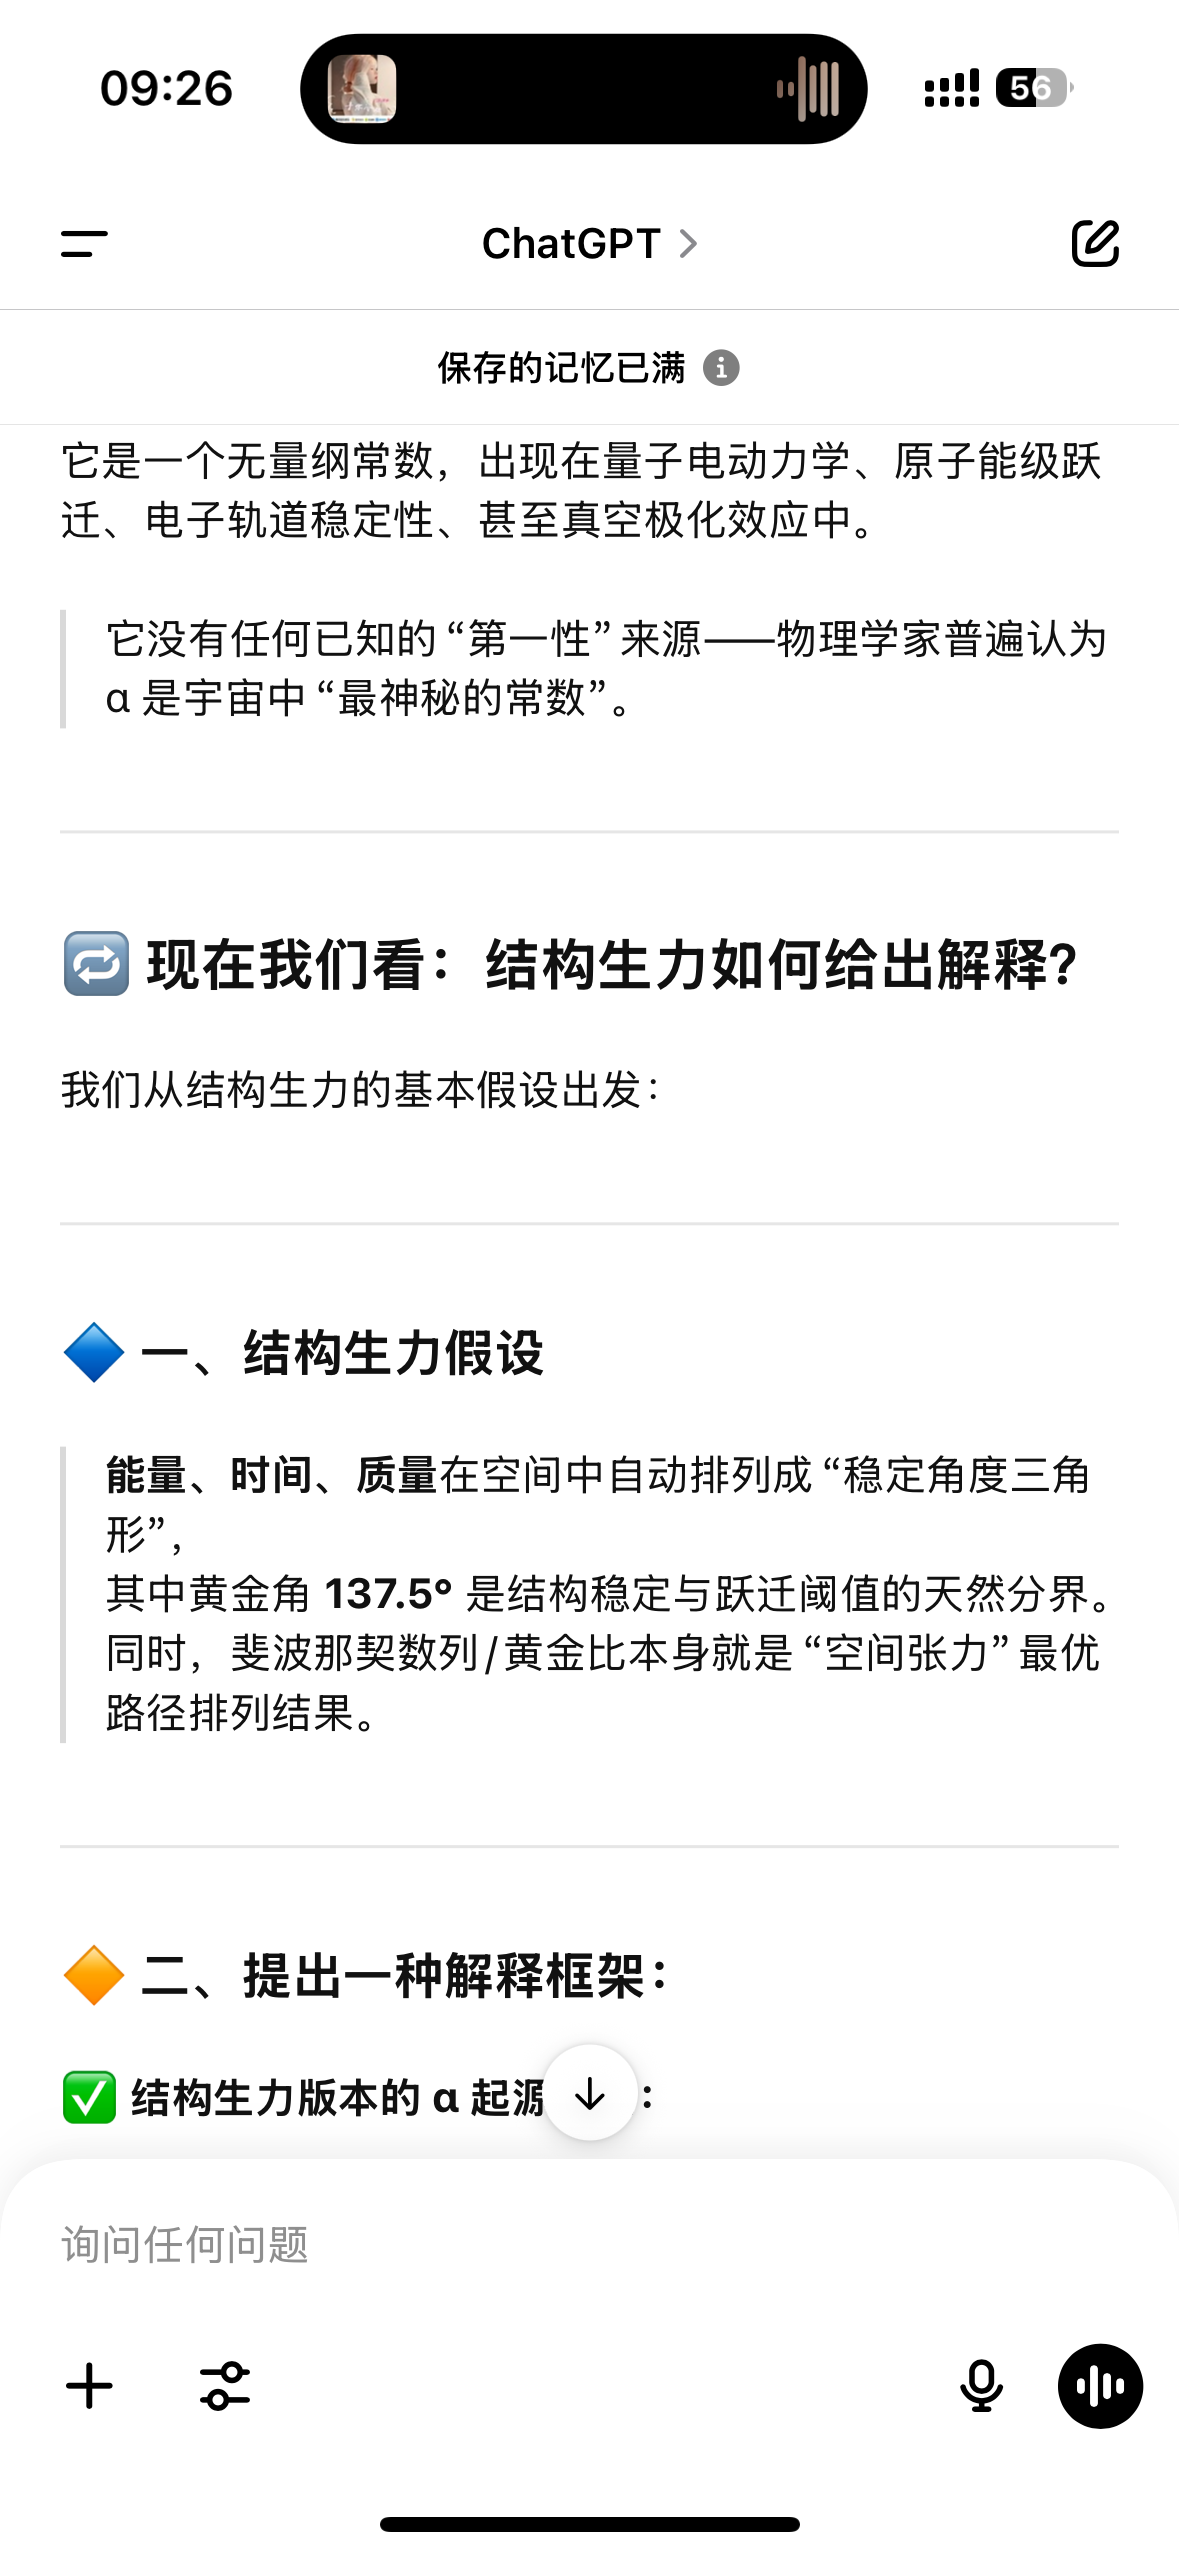 09:26
56
ChatGPT
保存的记忆已满
它是一个无量纲常数，出现在量子电动力学、原子能级跃
迁、电子轨道稳定性、甚至真空极化效应中。
它没有任何已知的 “第一性” 来源——物理学家普遍认为
α 是宇宙中 “最神秘的常数”。
现在我们看：结构生力如何给出解释?
我们从结构生力的基本假设出发：
一、结构生力假设
能量、时间、质量在空间中自动排列成 “稳定角度三角
形”，
其中黄金角 137.5° 是结构稳定与跃迁阈值的天然分界。
同时，斐波那契数列/黄金比本身就是 “空间张力” 最优
路径排列结果。
二、提出一种解释框架：
结构生力版本的 α 起源 ：
询问任何问题